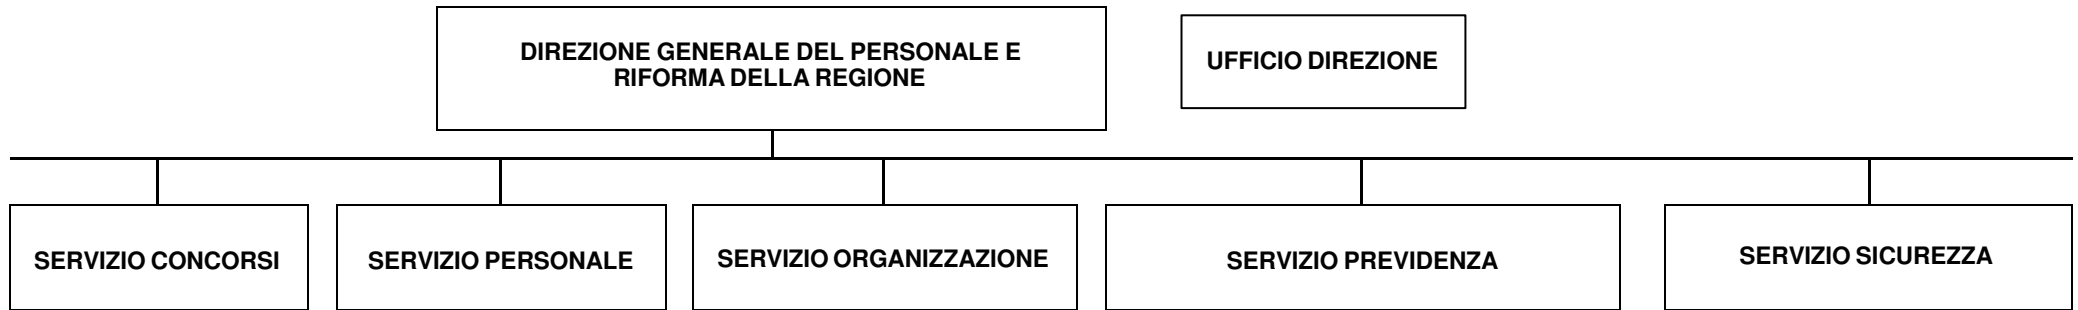 DIREZIONE GENERALE DEL PERSONALE E
RIFORMA DELLA REGIONE
UFFICIO DIREZIONE
SERVIZIO CONCORSI
SERVIZIO PERSONALE
SERVIZIO ORGANIZZAZIONE
SERVIZIO PREVIDENZA
SERVIZIO SICUREZZA